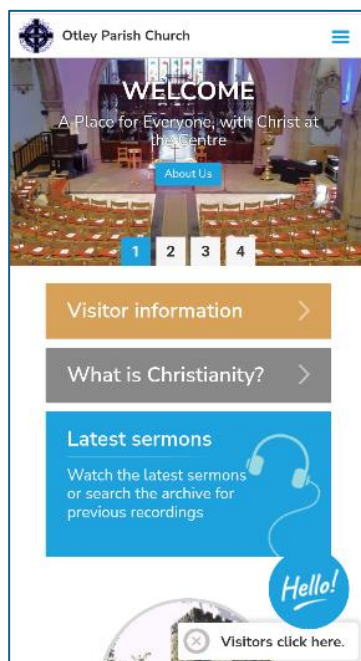 Otley Parish Church
WELCOME
A Place for Everyone, with Christ at
the Centre
About Us
1 2 3 4
Visitor information
What is Christianity?
Latest sermons
Watch the latest sermons
or search the archive for
previous recordings
Hello!
Visitors click here.